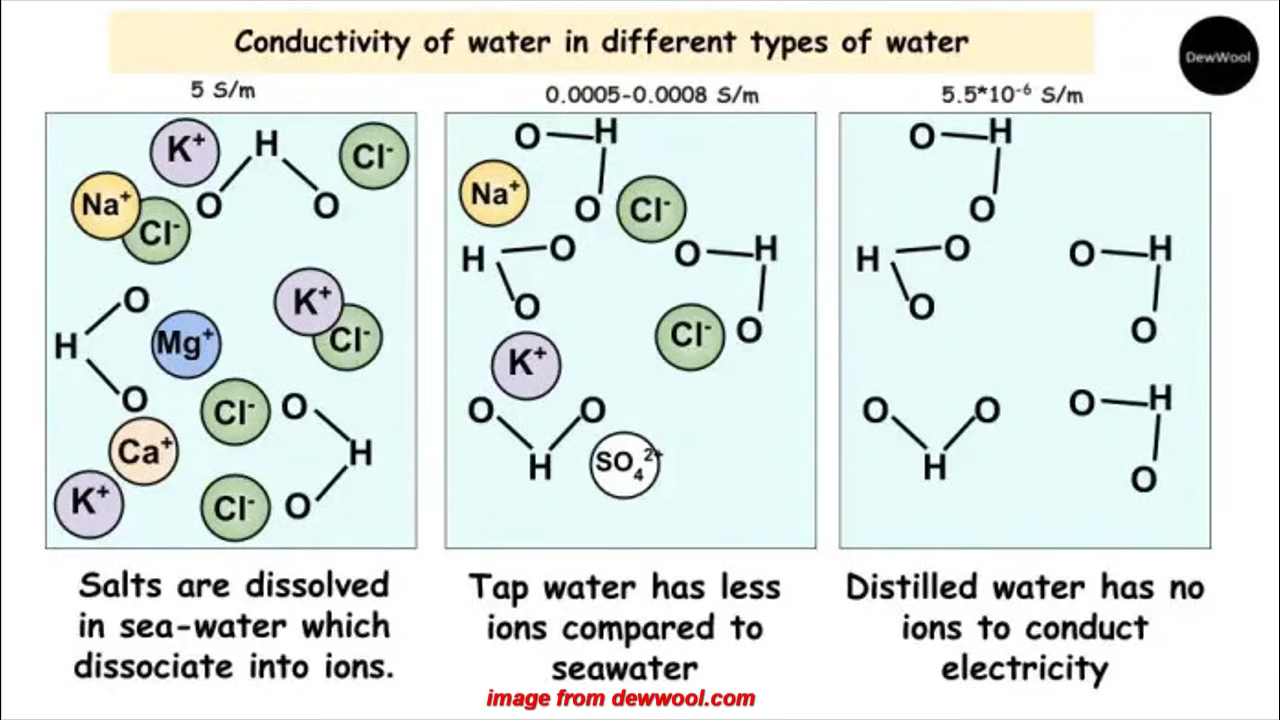 Conductivity of water in different types of water
DewWool
5 S/m
0.0005-0.0008 S/m
5.5*10⁻⁶ S/m
K⁺
H
Cl⁻
Na⁺
Cl⁻
O
O
O
K⁺
H
Mg⁺
Cl⁻
O
Cl⁻
O
Ca⁺
H
K⁺
Cl⁻
O
O
H
Na⁺
O
Cl⁻
H
O
O
H
O
Cl⁻
O
K⁺
O
O
H
SO₄²⁺
O
H
O
H
O
O
H
O
O
O
O
O
H
H
O
Salts are dissolved
in sea-water which
dissociate into ions.
Tap water has less
ions compared to
seawater
Distilled water has no
ions to conduct
electricity
image from dewwool.com